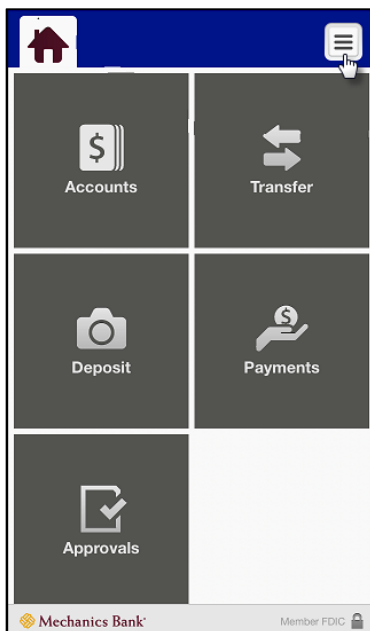 Accounts
Transfer
Deposit
Payments
Approvals
Mechanics Bank
Member FDIC